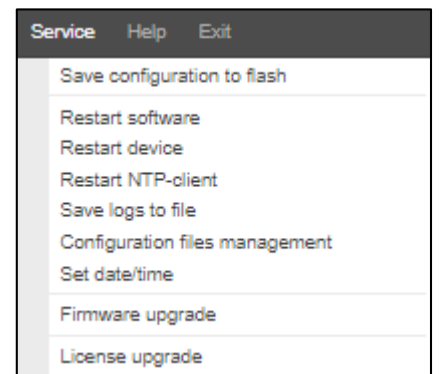 Service Help Exit
Save configuration to flash
Restart software
Restart device
Restart NTP-client
Save logs to file
Configuration files management
Set date/time
Firmware upgrade
License upgrade